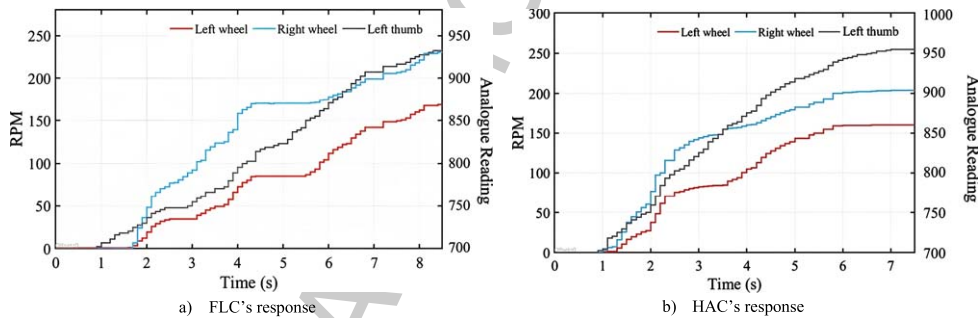 Left wheel Right wheel Left thumb
250
200
150
100
50
0
RPM
950
900
850
800
750
700
Analogue Reading
0 1 2 3 4 5 6 7 8
Time (s)
a) FLC's response
Left wheel Right wheel Left thumb
300
250
200
150
100
50
0
RPM
1000
950
900
850
800
750
700
Analogue Reading
0 1 2 3 4 5 6 7
Time (s)
b) HAC's response